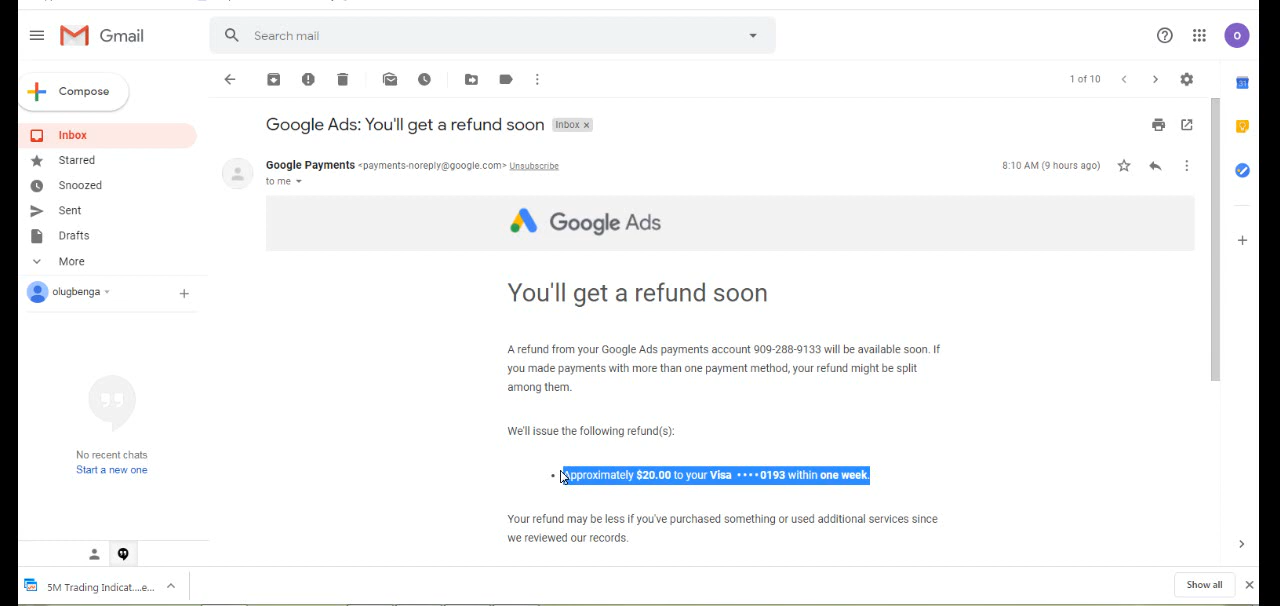 Gmail
Search mail
Compose
1 of 10
Inbox
Starred
Snoozed
Sent
Drafts
More
olugbenga
No recent chats
Start a new one
Google Ads: You'll get a refund soon
Inbox ×
Google Payments <payments-noreply@google.com> Unsubscribe
8:10 AM (9 hours ago)
to me
Google Ads
You'll get a refund soon
A refund from your Google Ads payments account 909-288-9133 will be available soon. If
you made payments with more than one payment method, your refund might be split
among them.
We'll issue the following refund(s):
• Approximately $20.00 to your Visa ••••0193 within one week.
Your refund may be less if you've purchased something or used additional services since
we reviewed our records.
O
31
5M Trading Indicat....e...
Show all